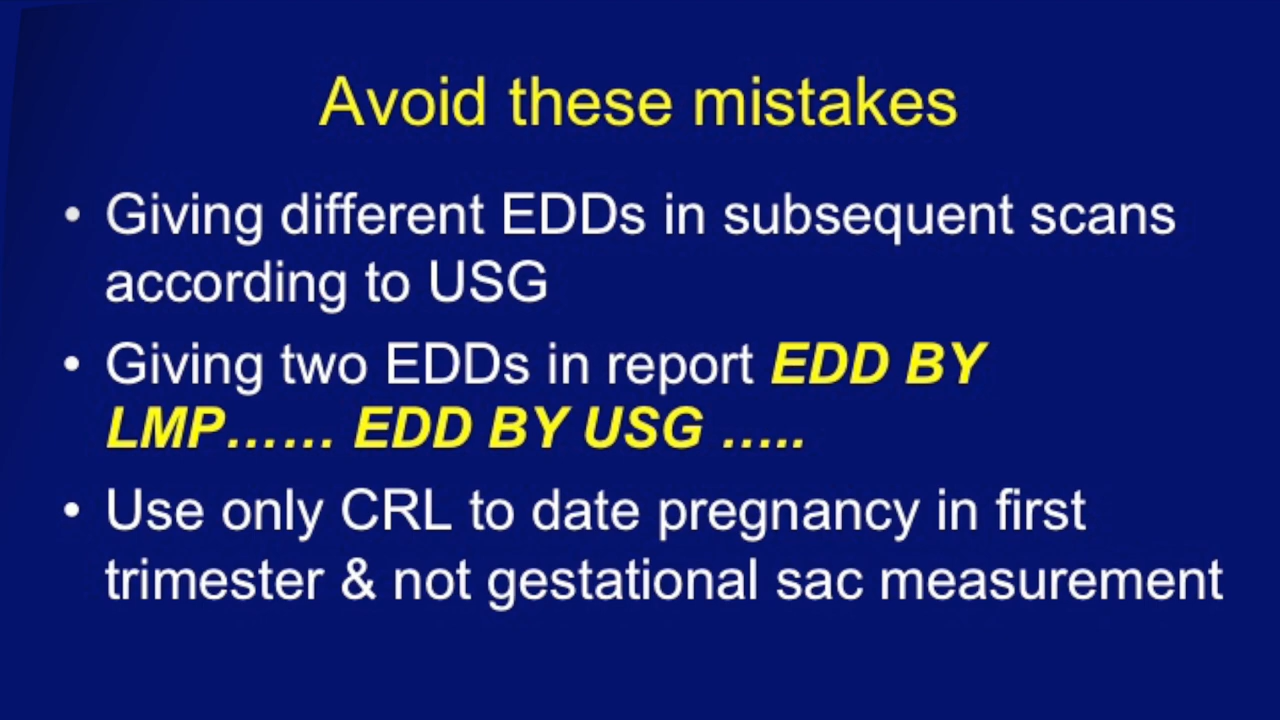 Avoid these mistakes
• Giving different EDDs in subsequent scans
according to USG
• Giving two EDDs in report EDD BY
LMP…… EDD BY USG …..
• Use only CRL to date pregnancy in first
trimester & not gestational sac measurement